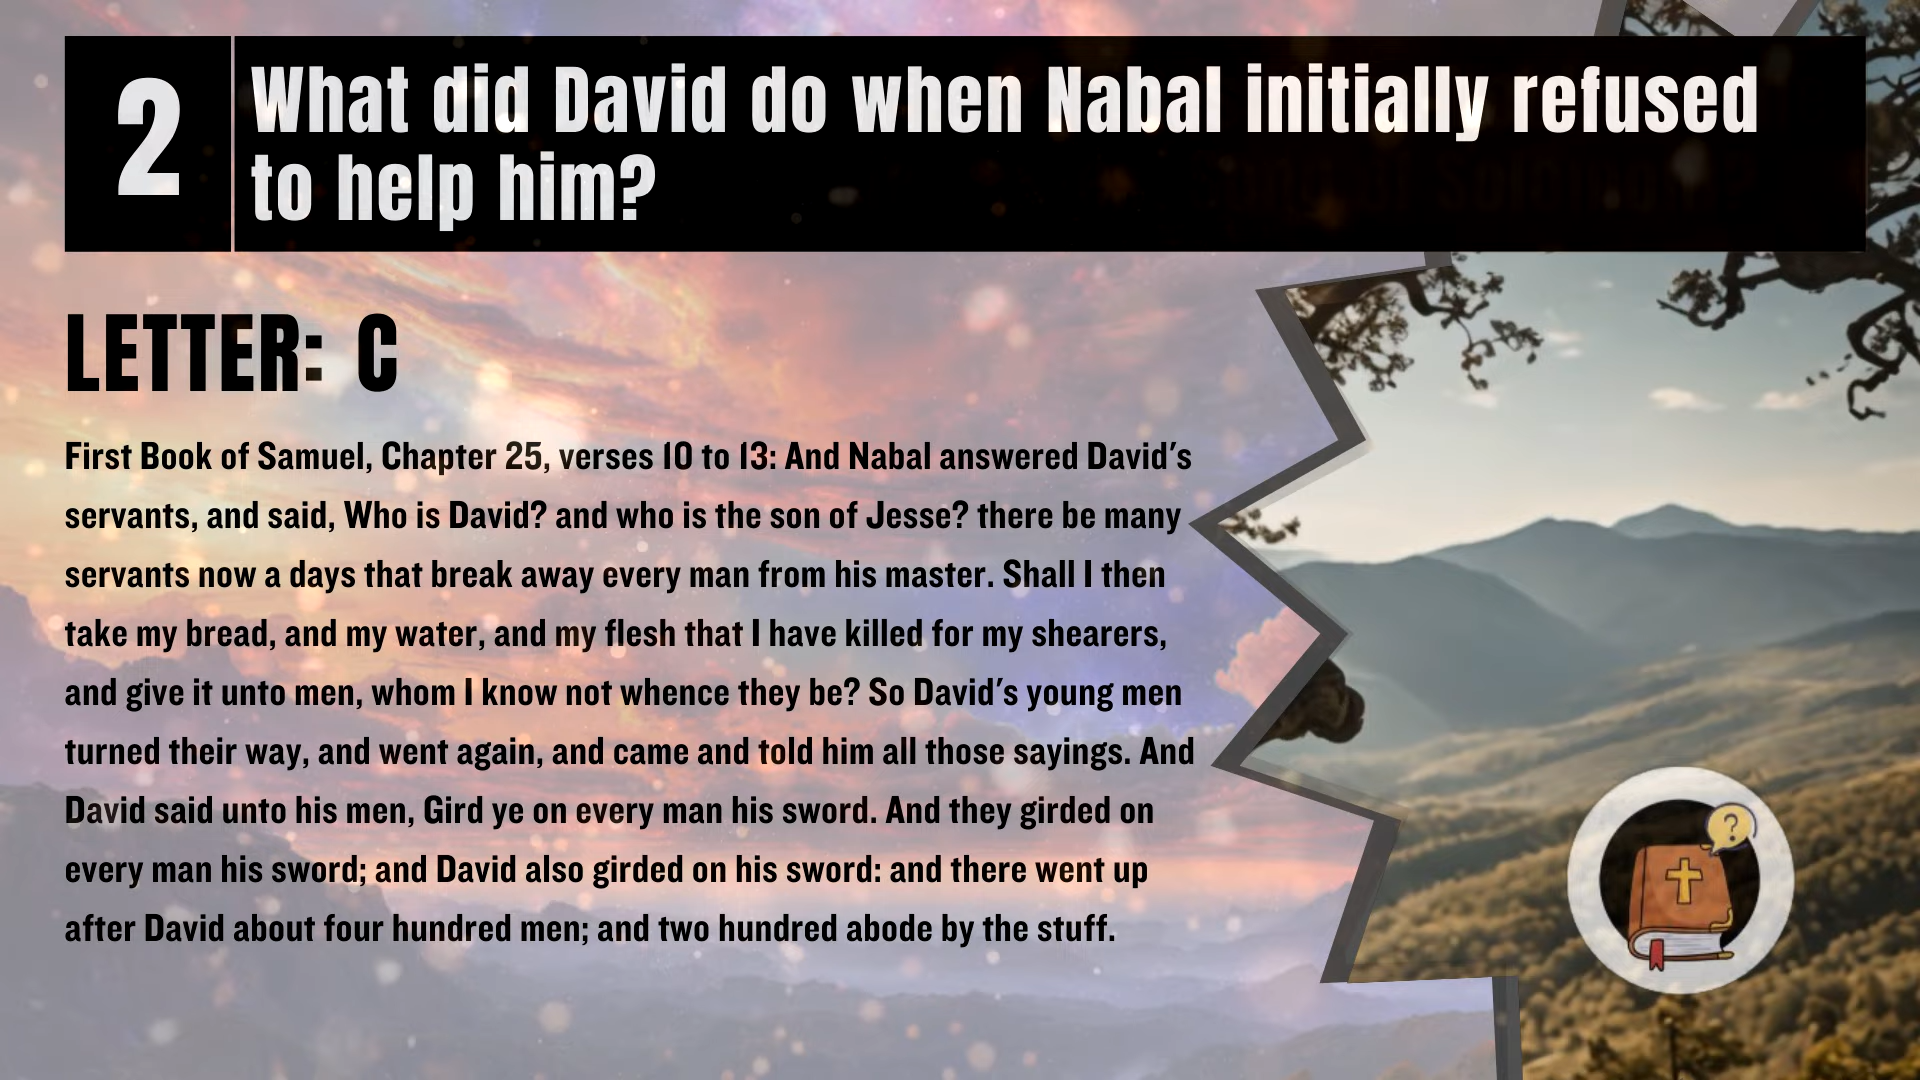 2
What did David do when Nabal initially refused
to help him?
LETTER: C
First Book of Samuel, Chapter 25, verses 10 to 13: And Nabal answered David's
servants, and said, Who is David? and who is the son of Jesse? there be many
servants now a days that break away every man from his master. Shall I then
take my bread, and my water, and my flesh that I have killed for my shearers,
and give it unto men, whom I know not whence they be? So David's young men
turned their way, and went again, and came and told him all those sayings. And
David said unto his men, Gird ye on every man his sword. And they girded on
every man his sword; and David also girded on his sword: and there went up
after David about four hundred men; and two hundred abode by the stuff.
?